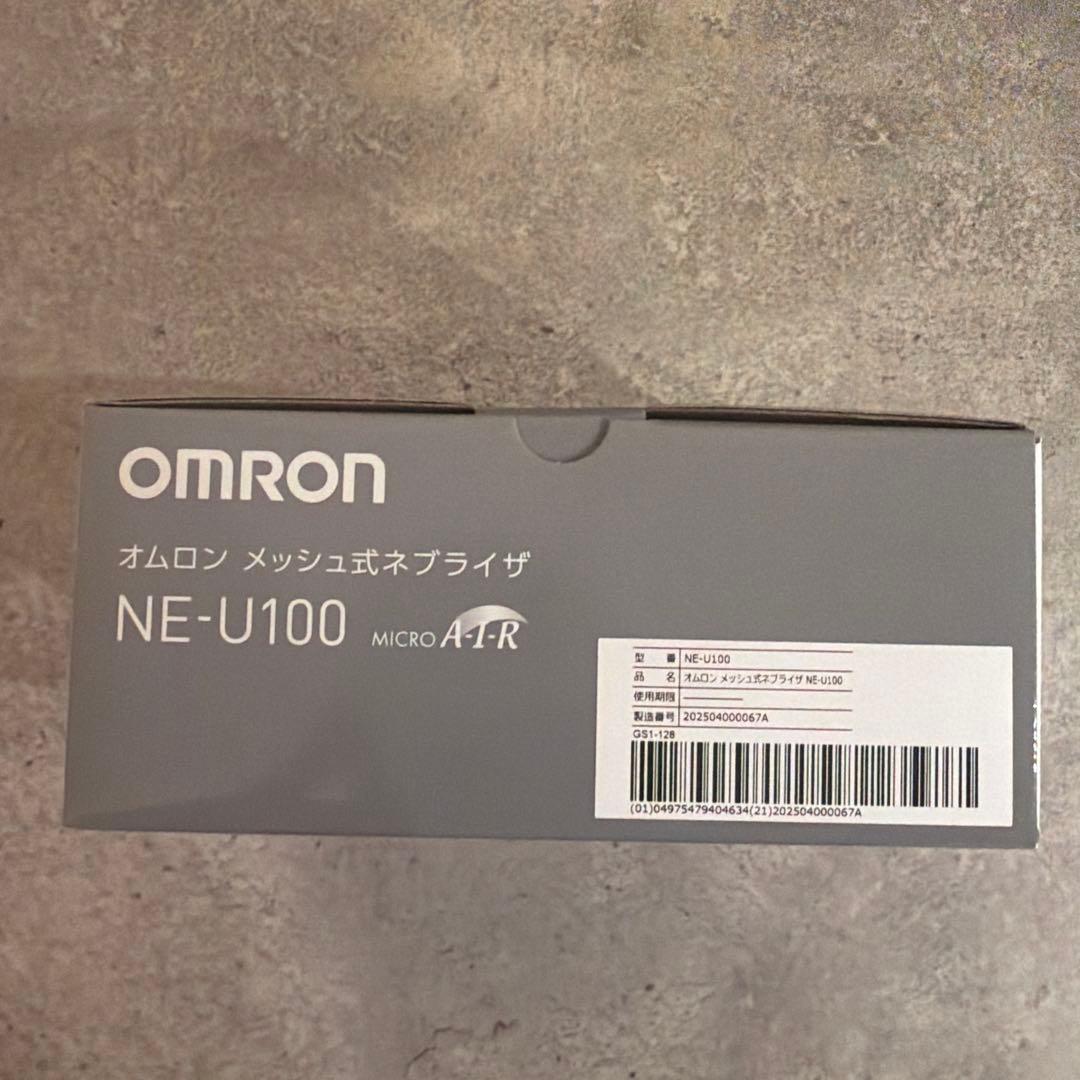 OMRON
オムロン メッシュ式ネブライザ
NE-U100 MICRO A-I-R
型 番 NE-U100
品 名 オムロン メッシュ式ネブライザ NE-U100
使用期限 ————
製造番号 202504000067A
GS1-128
(01)04975479404634(21)202504000067A